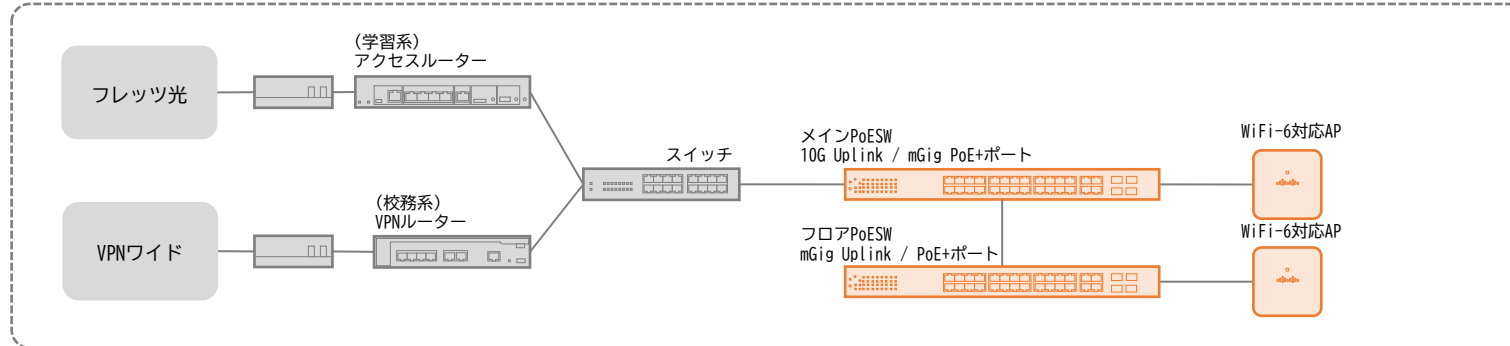 フレッツ光
(学習系)
アクセスルーター
スイッチ
メインPoESW
10G Uplink / mGig PoE+ポート
WiFi-6対応AP
VPNワイド
(校務系)
VPNルーター
フロアPoESW
mGig Uplink / PoE+ポート
WiFi-6対応AP